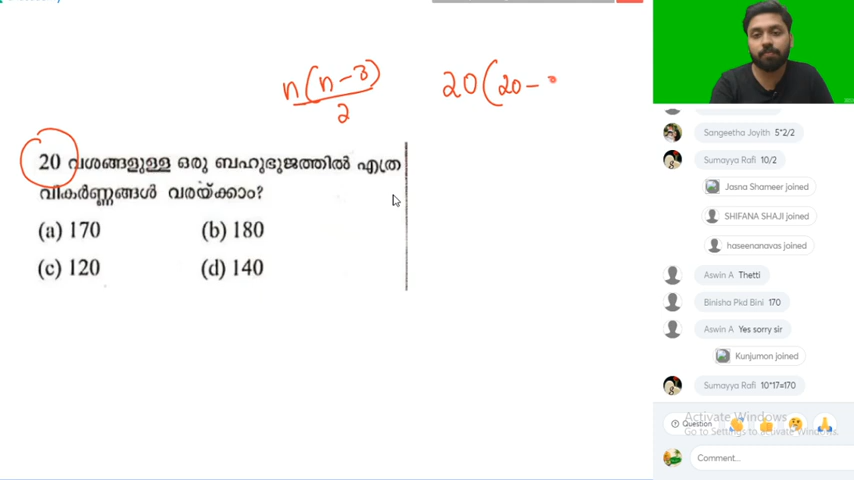 n(n-3)
2
20(20-
20 വശങ്ങളുള്ള ഒരു ബഹുഭുജത്തിൽ എത്ര
വികർണ്ണങ്ങൾ വരയ്ക്കാം?
(a) 170 (b) 180
(c) 120 (d) 140
Sangeetha Joyith 5*2/2
Sumayya Rafi 10/2
Jasna Shameer joined
SHIFANA SHAJI joined
haseenanavas joined
Aswin A Thetti
Binisha Pkd Bini 170
Aswin A Yes sorry sir
Kunjumon joined
Sumayya Rafi 10*17=170
Activate Windows
Question
Go to Settings to activate Windows.
Comment...